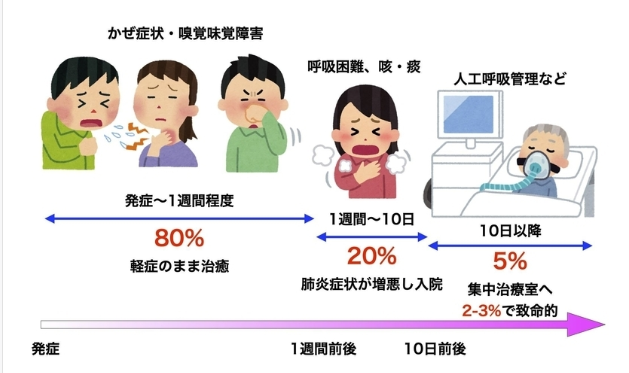 かぜ症状・嗅覚味覚障害
呼吸困難、咳・痰
人工呼吸管理など
発症～1週間程度
80%
軽症のまま治癒
1週間～10日
20%
肺炎症状が増悪し入院
10日以降
5%
集中治療室へ
2-3%で致命的
発症
1週間前後
10日前後